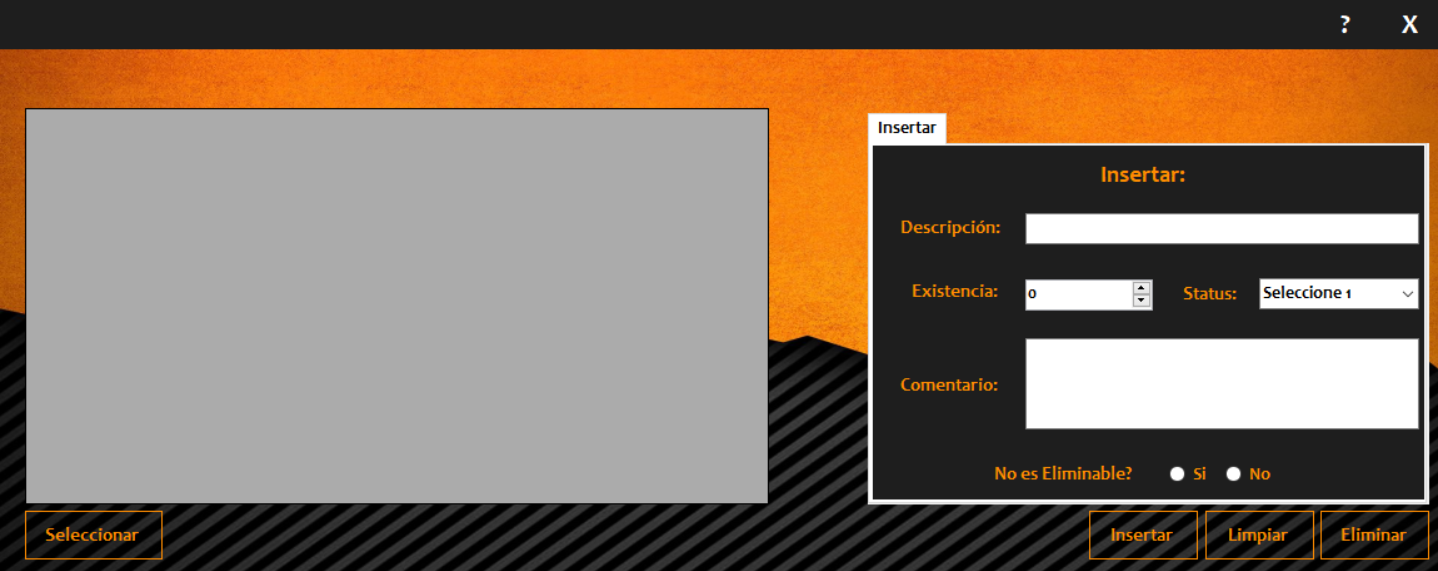 ? X
Insertar
Insertar:
Descripción:
Existencia: 0 Status: Seleccione 1
Comentario:
No es Eliminable? Si No
Seleccionar Insertar Limpiar Eliminar